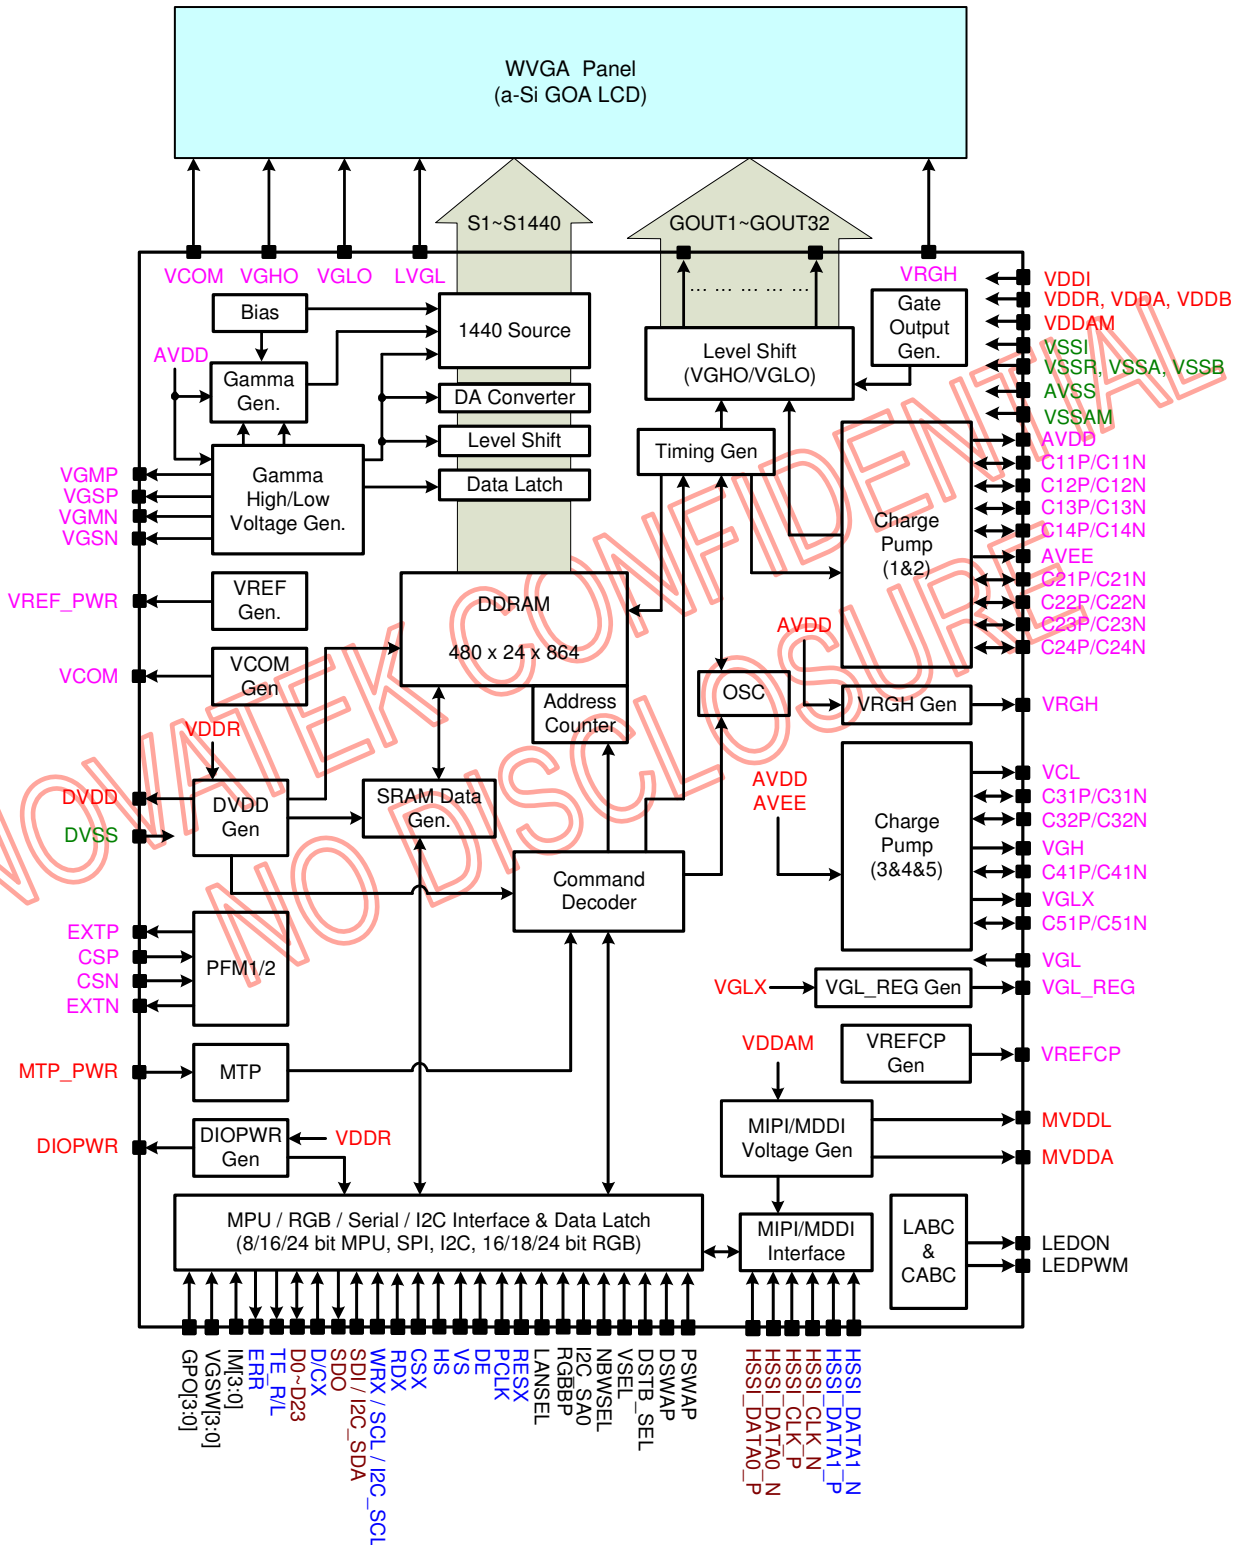 WVGA Panel
(a-Si GOA LCD)
S1~S1440
GOUT1~GOUT32
VCOM
VGHO
VGLO
LVGL
VRGH
... ... ... ... ...
Bias
1440 Source
AVDD
Gamma
Gen.
DA Converter
Level Shift
Data Latch
Gamma
High/Low
Voltage Gen.
VGMP
VGSP
VGMN
VGSN
Level Shift
(VGHO/VGLO)
Gate
Output
Gen.
Timing Gen
VDDI
VDDR, VDDA, VDDB
VDDAM
VSSI
VSSR, VSSA, VSSB
AVSS
VSSAM
AVDD
C11P/C11N
C12P/C12N
C13P/C13N
C14P/C14N
AVEE
C21P/C21N
C22P/C22N
C23P/C23N
C24P/C24N
Charge
Pump
(1&2)
VREF_PWR
VREF
Gen.
DDRAM
480 x 24 x 864
VCOM
VCOM
Gen
Address
Counter
OSC
AVDD
VRGH Gen
VRGH
VDDR
DVDD
DVSS
DVDD
Gen
SRAM Data
Gen.
AVDD
AVEE
Charge
Pump
(3&4&5)
VCL
C31P/C31N
C32P/C32N
VGH
C41P/C41N
VGLX
C51P/C51N
VGL
Command
Decoder
EXTP
CSP
CSN
EXTN
PFM1/2
VGLX
VGL_REG Gen
VGL_REG
MTP_PWR
MTP
VDDAM
VREFCP
Gen
VREFCP
DIOPWR
DIOPWR
Gen
VDDR
MIPI/MDDI
Voltage Gen
MVDDL
MVDDA
MPU / RGB / Serial / I2C Interface & Data Latch
(8/16/24 bit MPU, SPI, I2C, 16/18/24 bit RGB)
MIPI/MDDI
Interface
LABC
&
CABC
LEDON
LEDPWM
GPO[3:0]
VGSW[3:0]
IM[3:0]
ERR
TE_R/L
D0~D23
D/CX
SDO
SDI / I2C_SDA
WRX / SCL / I2C_SCL
RDX
CSX
HS
VS
DE
PCLK
RESX
LANSEL
RGBBP
I2C_SA0
NBWSEL
VSEL
DSTB_SEL
DSWAP
PSWAP
HSSI_DATA0_P
HSSI_DATA0_N
HSSI_CLK_P
HSSI_CLK_N
HSSI_DATA1_P
HSSI_DATA1_N
NOVATEK CONFIDENTIAL
NO DISCLOSURE